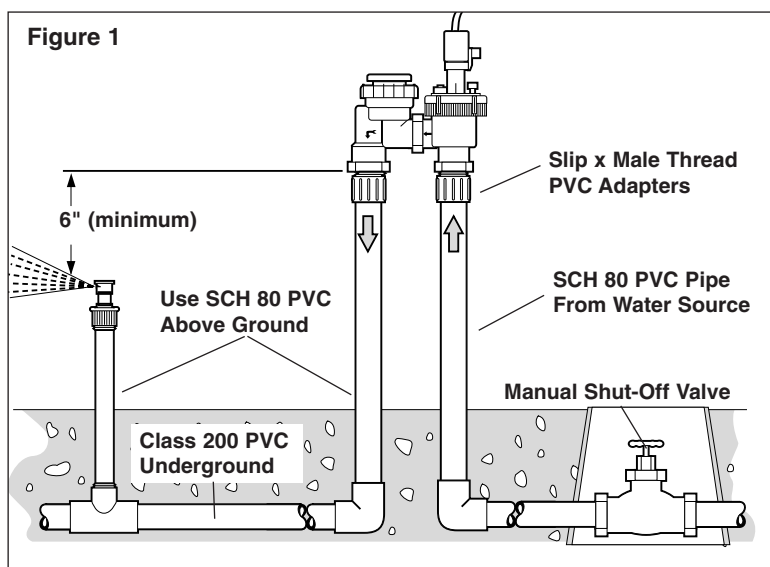 Figure 1
Slip x Male Thread
PVC Adapters
6" (minimum)
Use SCH 80 PVC
Above Ground
SCH 80 PVC Pipe
From Water Source
Manual Shut-Off Valve
Class 200 PVC
Underground